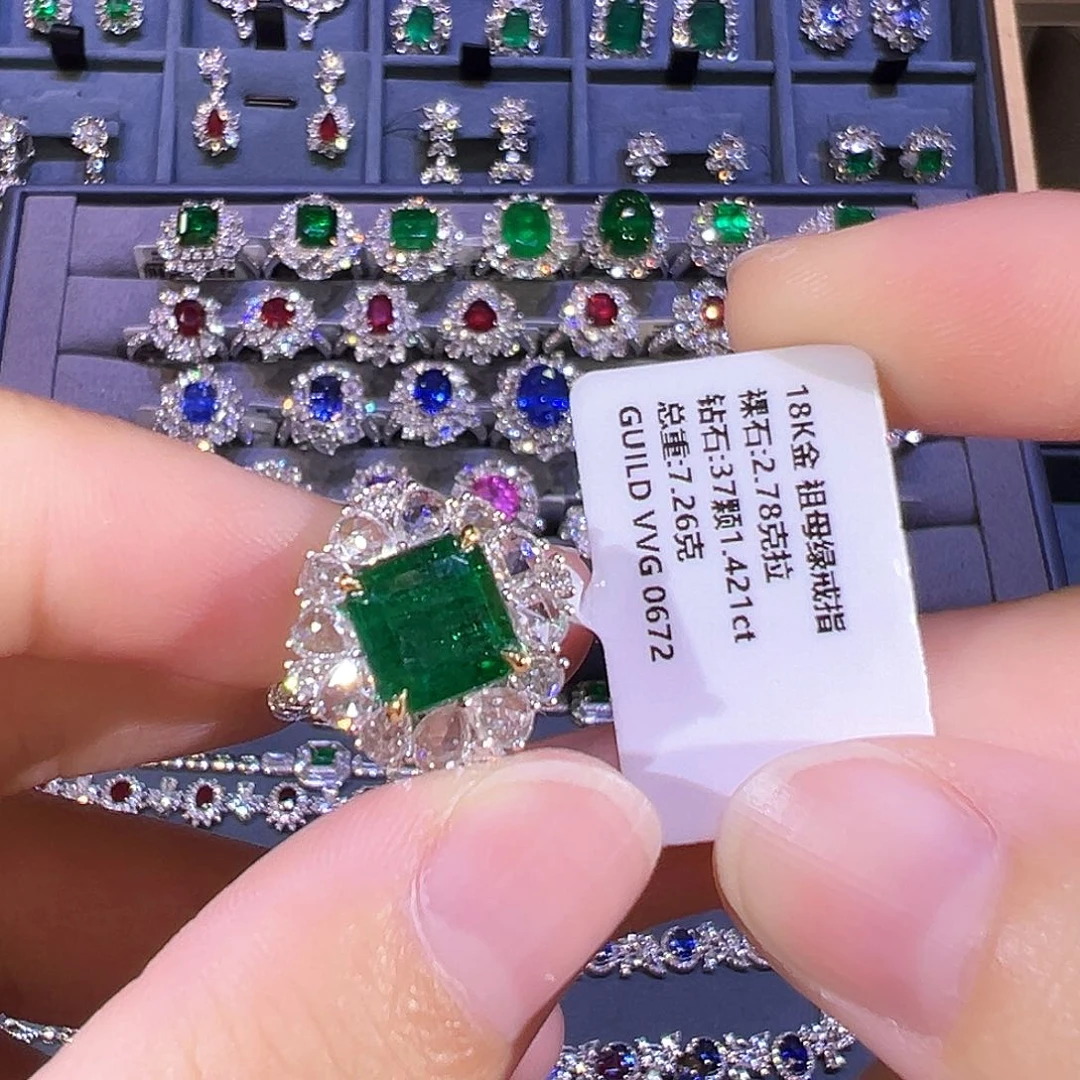 18K金 祖母绿戒指
裸石:2.78克拉
钻石:37颗1.421ct
总重:7.26克
GUILD VVG 0672